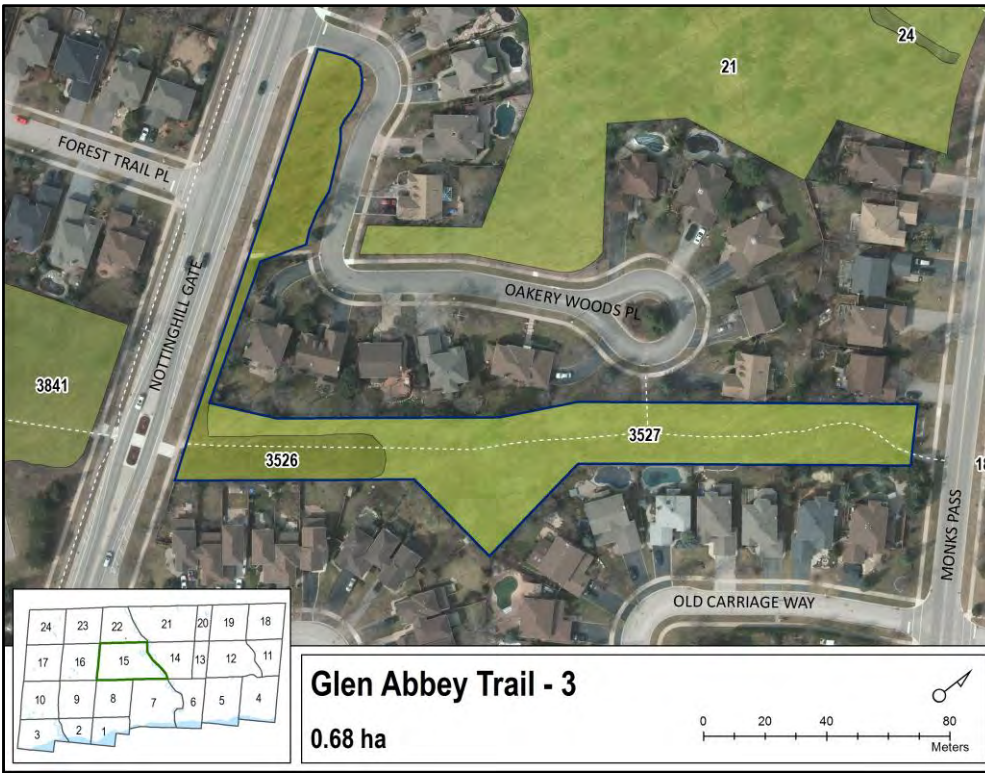 24
21
FOREST TRAIL PL
NOTTINGHILL GATE
OAKERY WOODS PL
3841
3527
3526
18
MONKS PASS
OLD CARRIAGE WAY
24 23 22 21 20 19 18
17 16 15 14 13 12 11
10 9 8 7 6 5 4
3 2 1
Glen Abbey Trail - 3
0.68 ha
0 20 40 80
Meters